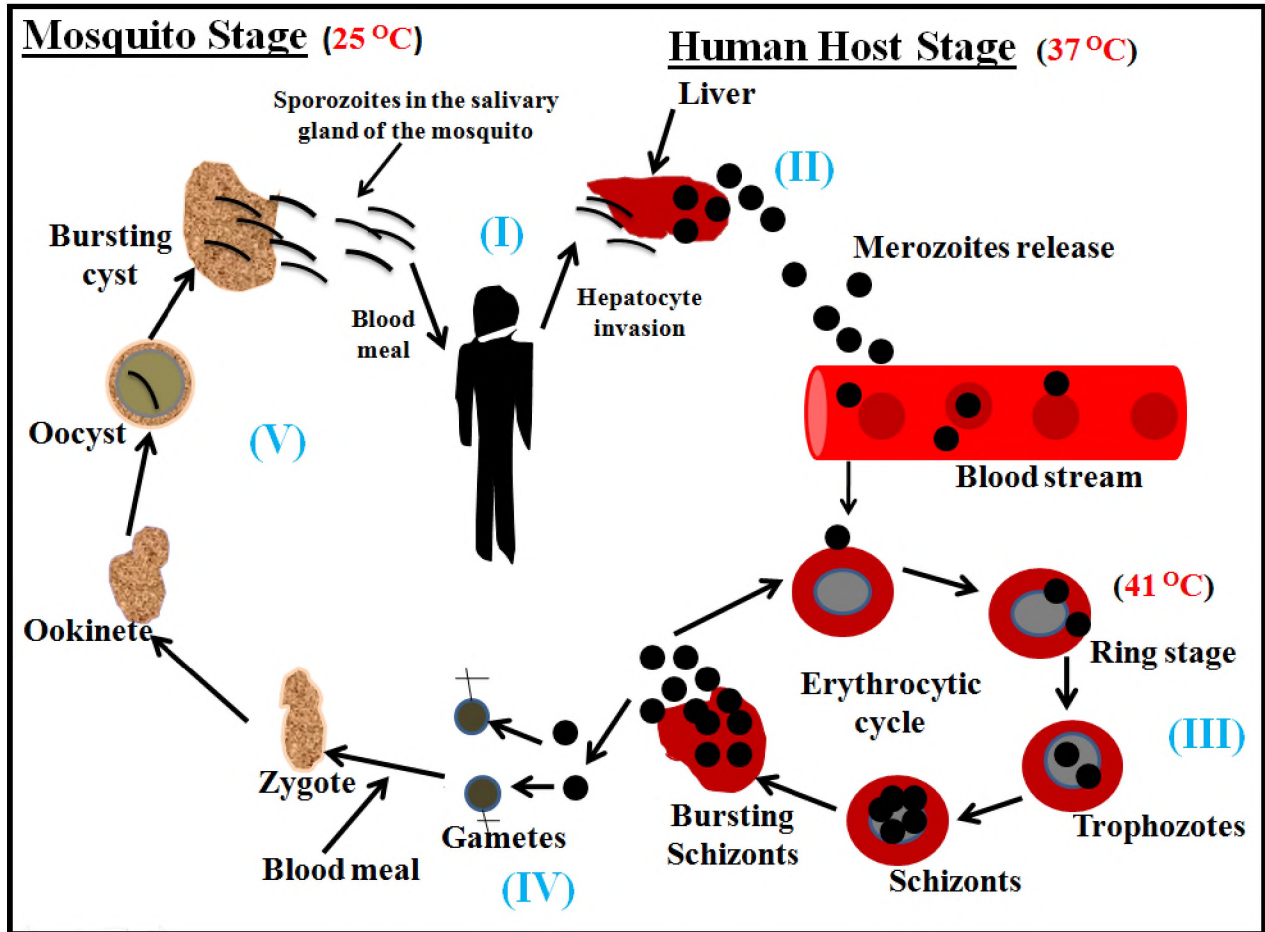 Mosquito Stage (25 OC)
Human Host Stage (37 OC)
Sporozoites in the salivary
gland of the mosquito
Liver
(I)
(II)
Bursting
cyst
Blood
meal
Hepatocyte
invasion
Merozoites release
Oocyst
(V)
Blood stream
(41 OC)
Ookinete
Ring stage
Erythrocytic
cycle
(III)
Zygote
Blood meal
Gametes
(IV)
Bursting
Schizonts
Schizonts
Trophozotes